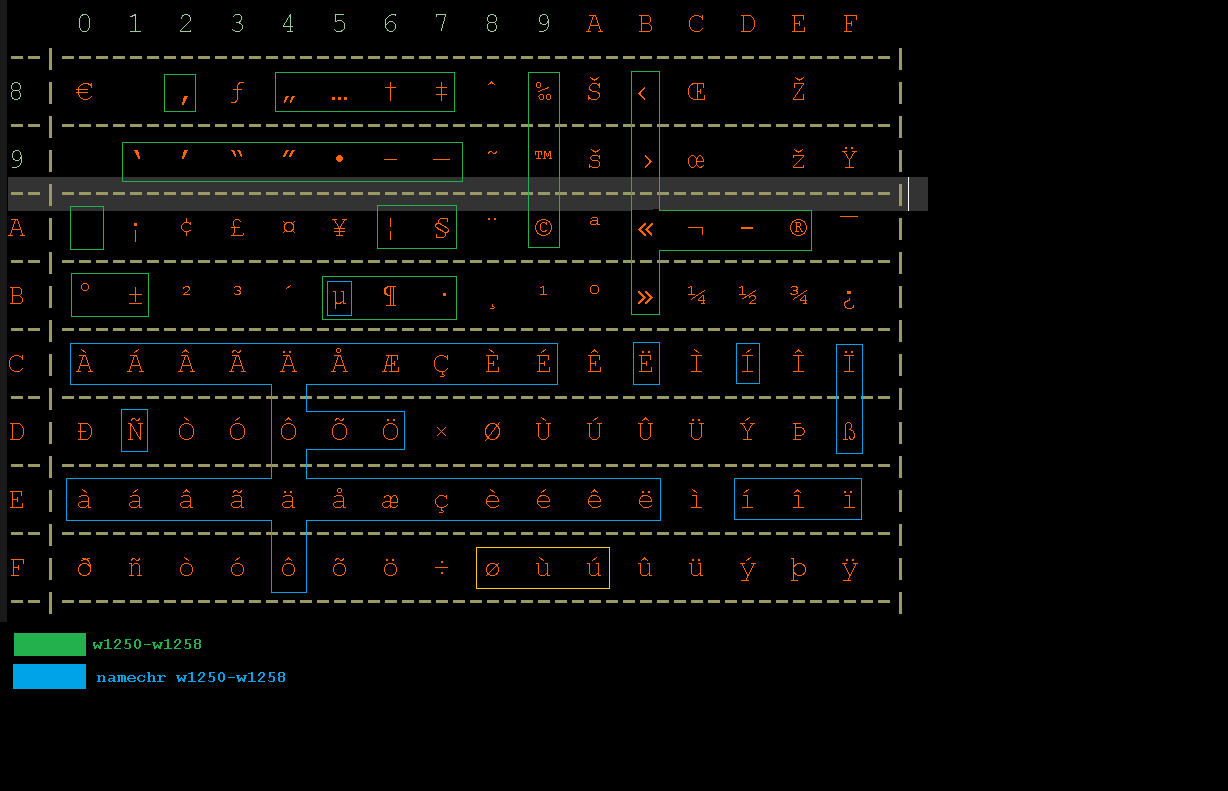 0 1 2 3 4 5 6 7 8 9 A B C D E F
8 € ‚ ƒ „ … † ‡ ˆ ‰ Š ‹ Œ Ž
9 ‘ ’ “ ” • – — ˜ ™ š › œ ž Ÿ
A ¡ ¢ £ ¤ ¥ ¦ § ¨ © ª « ¬ - ® ¯
B ° ± ² ³ ´ µ ¶ · ¸ ¹ º » ¼ ½ ¾ ¿
C À Á Â Ã Ä Å Æ Ç È É Ê Ë Ì Í Î Ï
D Ð Ñ Ò Ó Ô Õ Ö × Ø Ù Ú Û Ü Ý Þ ß
E à á â ã ä å æ ç è é ê ë ì í î ï
F ð ñ ò ó ô õ ö ÷ ø ù ú û ü ý þ ÿ
w1250-w1258
namechr w1250-w1258